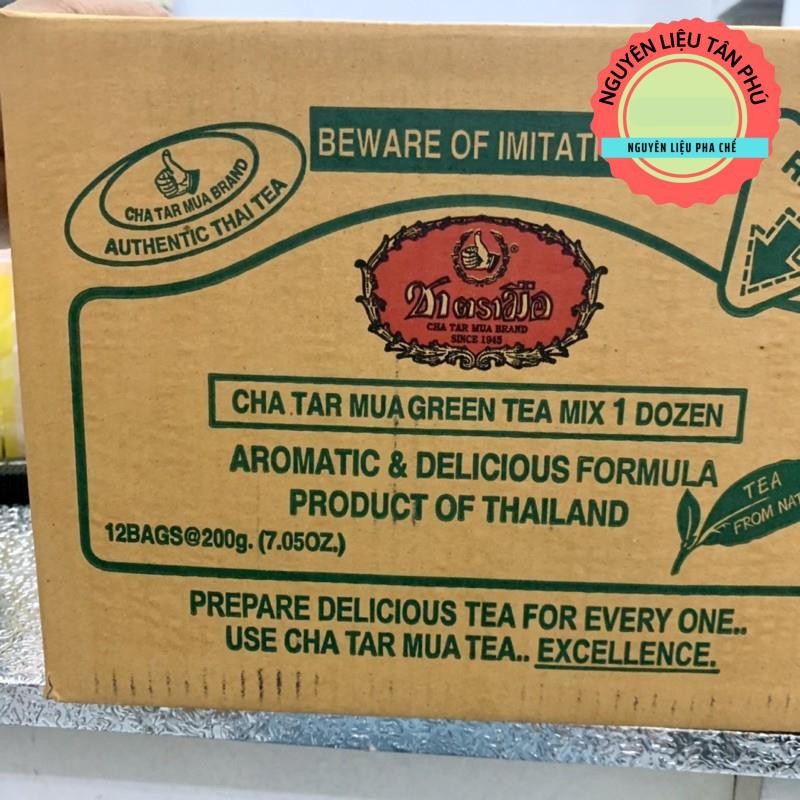 NGUYÊN LIỆU TÂN PHÚ
NGUYÊN LIỆU PHA CHẾ
BEWARE OF
CHA TAR MUA BRAND
AUTHENTIC THAI TEA
ชาตรามือ
CHA TAR MUA BRAND
SINCE 1945
CHA TAR MUA GREEN TEA MIX 1 DOZEN
AROMATIC & DELICIOUS FORMULA
PRODUCT OF THAILAND
TEA
FROM
12BAGS@200g. (7.05OZ.)
PREPARE DELICIOUS TEA FOR EVERY ONE..
USE CHA TAR MUA TEA.. EXCELLENCE.